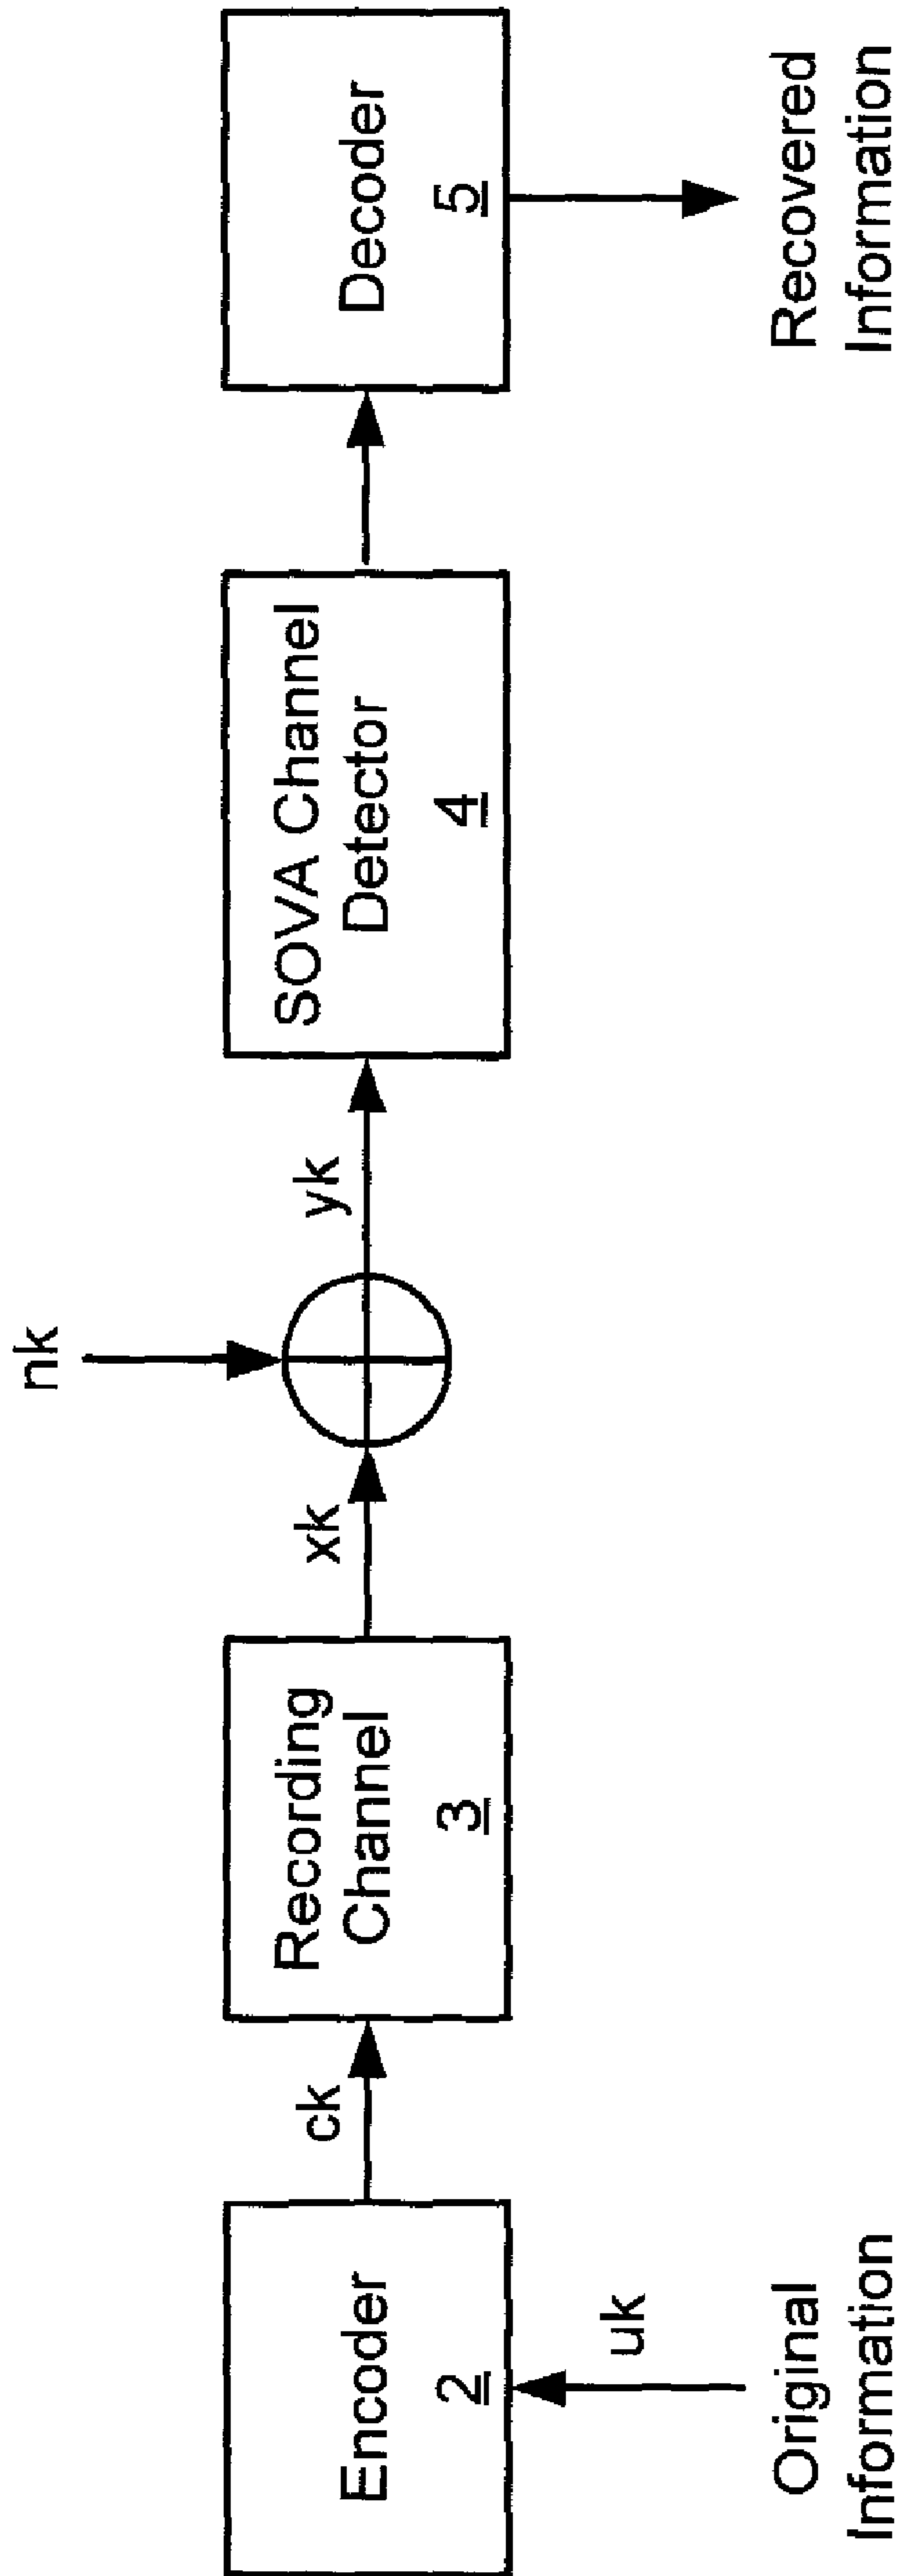 Original
Information
uk
Encoder
2
ck
Recording
Channel
3
xk
nk
yk
SOVA Channel
Detector
4
Decoder
5
Recovered
Information